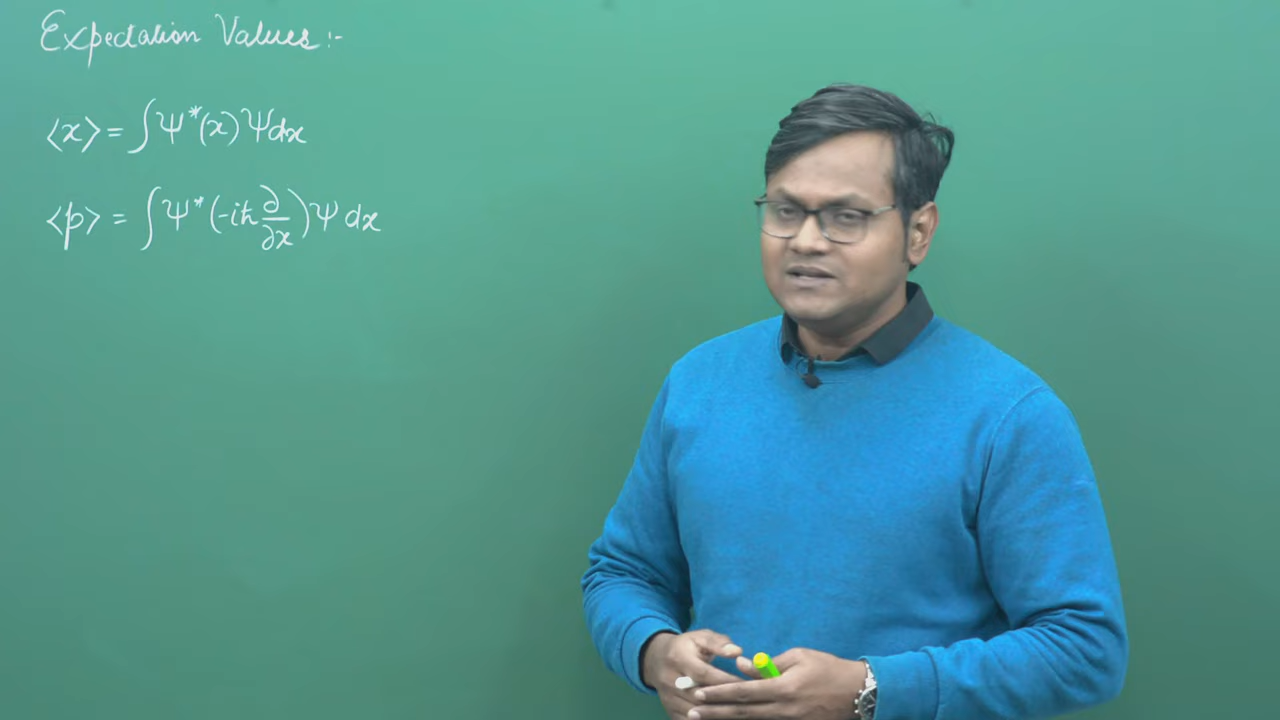 Expectation Values :-
⟨x⟩ = ∫Ψ*(x)Ψdx
⟨p⟩ = ∫Ψ*(-iħ ∂/∂x)Ψ dx